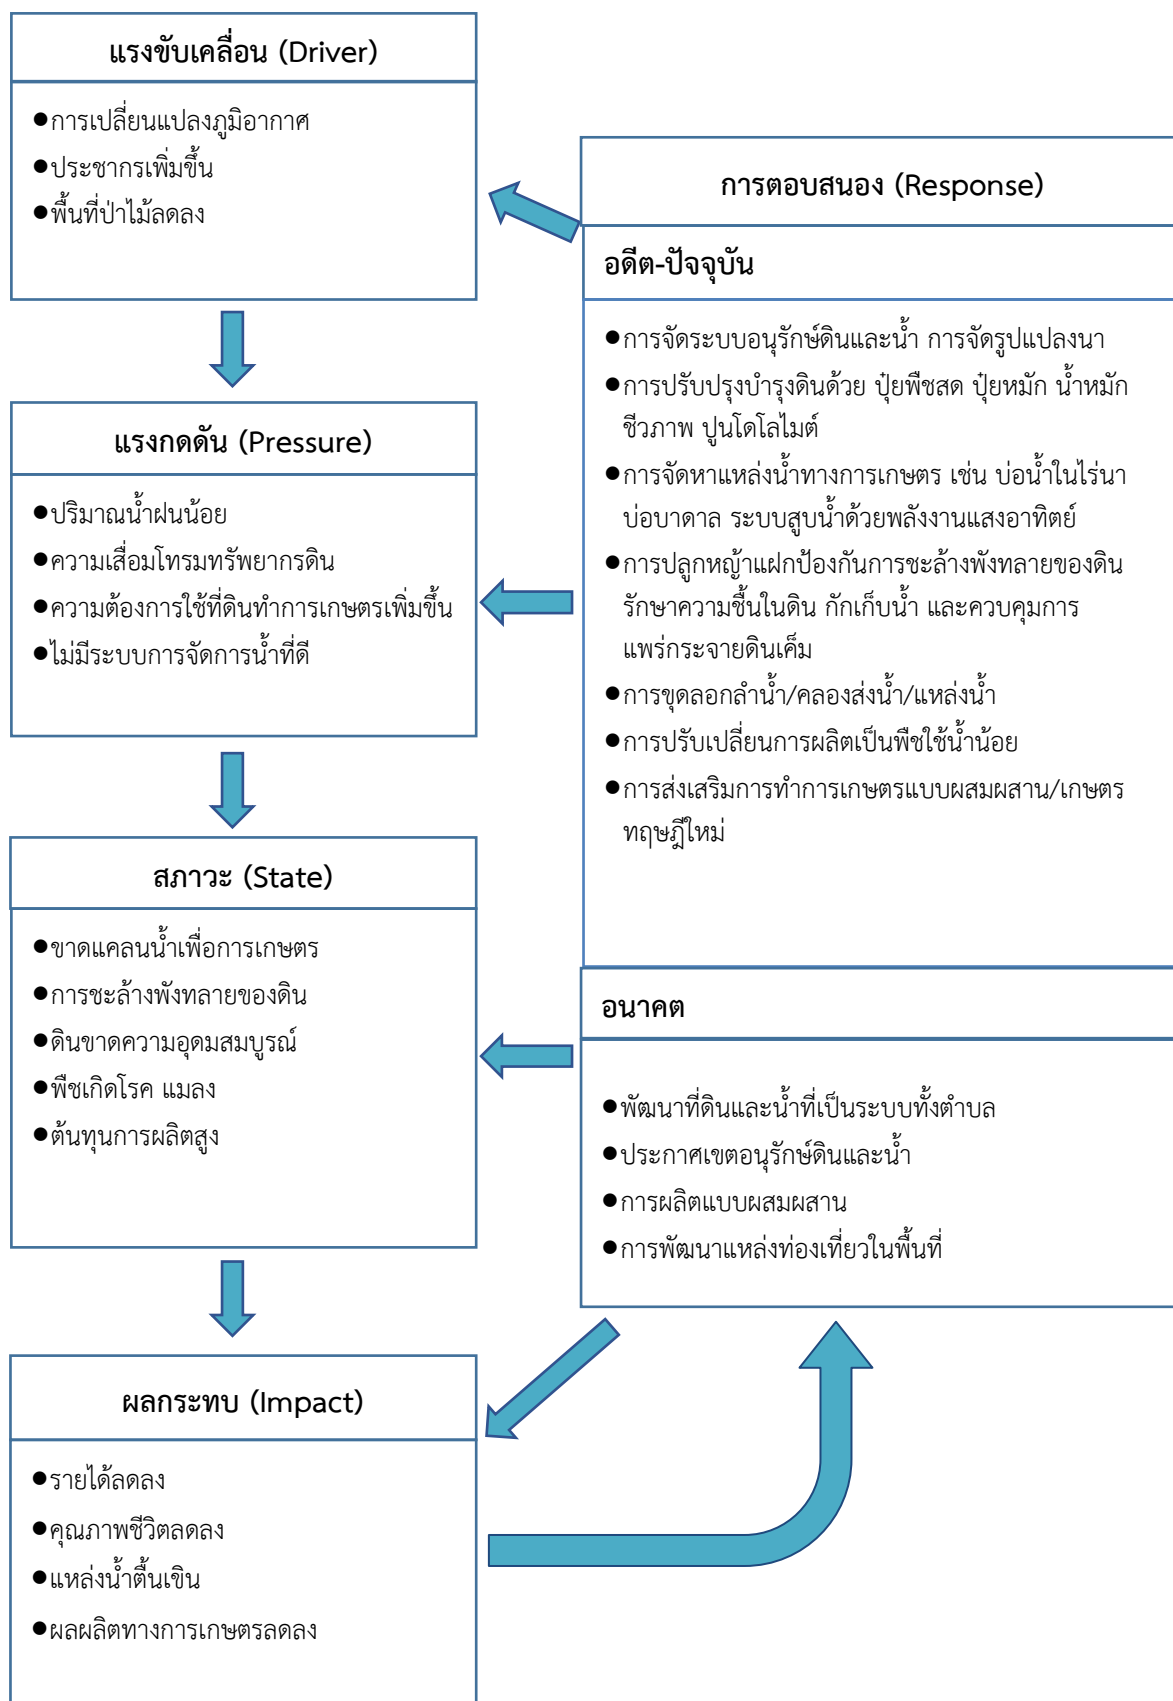 แรงขับเคลื่อน (Driver)
●การเปลี่ยนแปลงภูมิอากาศ
●ประชากรเพิ่มขึ้น
●พื้นที่ป่าไม้ลดลง
แรงกดดัน (Pressure)
●ปริมาณน้ำฝนน้อย
●ความเสื่อมโทรมทรัพยากรดิน
●ความต้องการใช้ที่ดินทำการเกษตรเพิ่มขึ้น
●ไม่มีระบบการจัดการน้ำที่ดี
สภาวะ (State)
●ขาดแคลนน้ำเพื่อการเกษตร
●การชะล้างพังทลายของดิน
●ดินขาดความอุดมสมบูรณ์
●พืชเกิดโรค แมลง
●ต้นทุนการผลิตสูง
ผลกระทบ (Impact)
●รายได้ลดลง
●คุณภาพชีวิตลดลง
●แหล่งน้ำตื้นเขิน
●ผลผลิตทางการเกษตรลดลง
การตอบสนอง (Response)
อดีต-ปัจจุบัน
●การจัดระบบอนุรักษ์ดินและน้ำ การจัดรูปแปลงนา
●การปรับปรุงบำรุงดินด้วย ปุ๋ยพืชสด ปุ๋ยหมัก น้ำหมัก
ชีวภาพ ปูนโดโลไมต์
●การจัดหาแหล่งน้ำทางการเกษตร เช่น บ่อน้ำในไร่นา
บ่อบาดาล ระบบสูบน้ำด้วยพลังงานแสงอาทิตย์
●การปลูกหญ้าแฝกป้องกันการชะล้างพังทลายของดิน
รักษาความชื้นในดิน กักเก็บน้ำ และควบคุมการ
แพร่กระจายดินเค็ม
●การขุดลอกลำน้ำ/คลองส่งน้ำ/แหล่งน้ำ
●การปรับเปลี่ยนการผลิตเป็นพืชใช้น้ำน้อย
●การส่งเสริมการทำการเกษตรแบบผสมผสาน/เกษตร
ทฤษฎีใหม่
อนาคต
●พัฒนาที่ดินและน้ำที่เป็นระบบทั้งตำบล
●ประกาศเขตอนุรักษ์ดินและน้ำ
●การผลิตแบบผสมผสาน
●การพัฒนาแหล่งท่องเที่ยวในพื้นที่